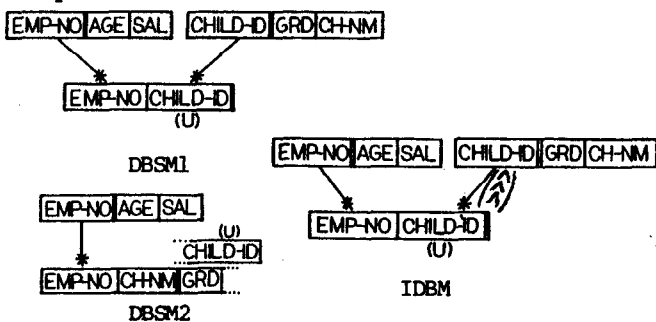 EMP-NO AGE SAL CHILD-ID GRD CH-NM
* *
EMP-NO CHILD-ID
(U)
DBSM1
EMP-NO AGE SAL
*
(U)
CHILD-ID
EMP-NO CH-NM GRD
DBSM2
EMP-NO AGE SAL CHILD-ID GRD CH-NM
* *
EMP-NO CHILD-ID
(U)
IDBM